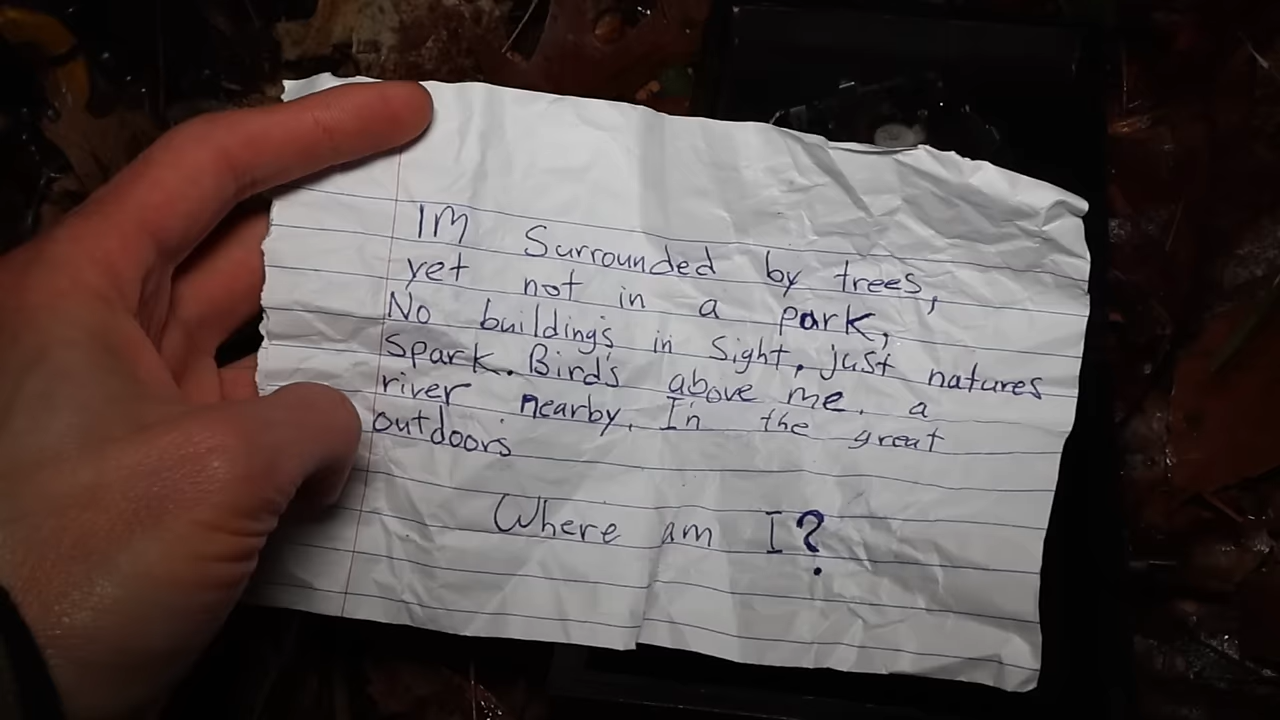 IM Surrounded by trees,
yet not in a park,
No buildings in sight, just natures
Spark. Birds above me. a
river nearby. In the great
outdoors
Where am I?